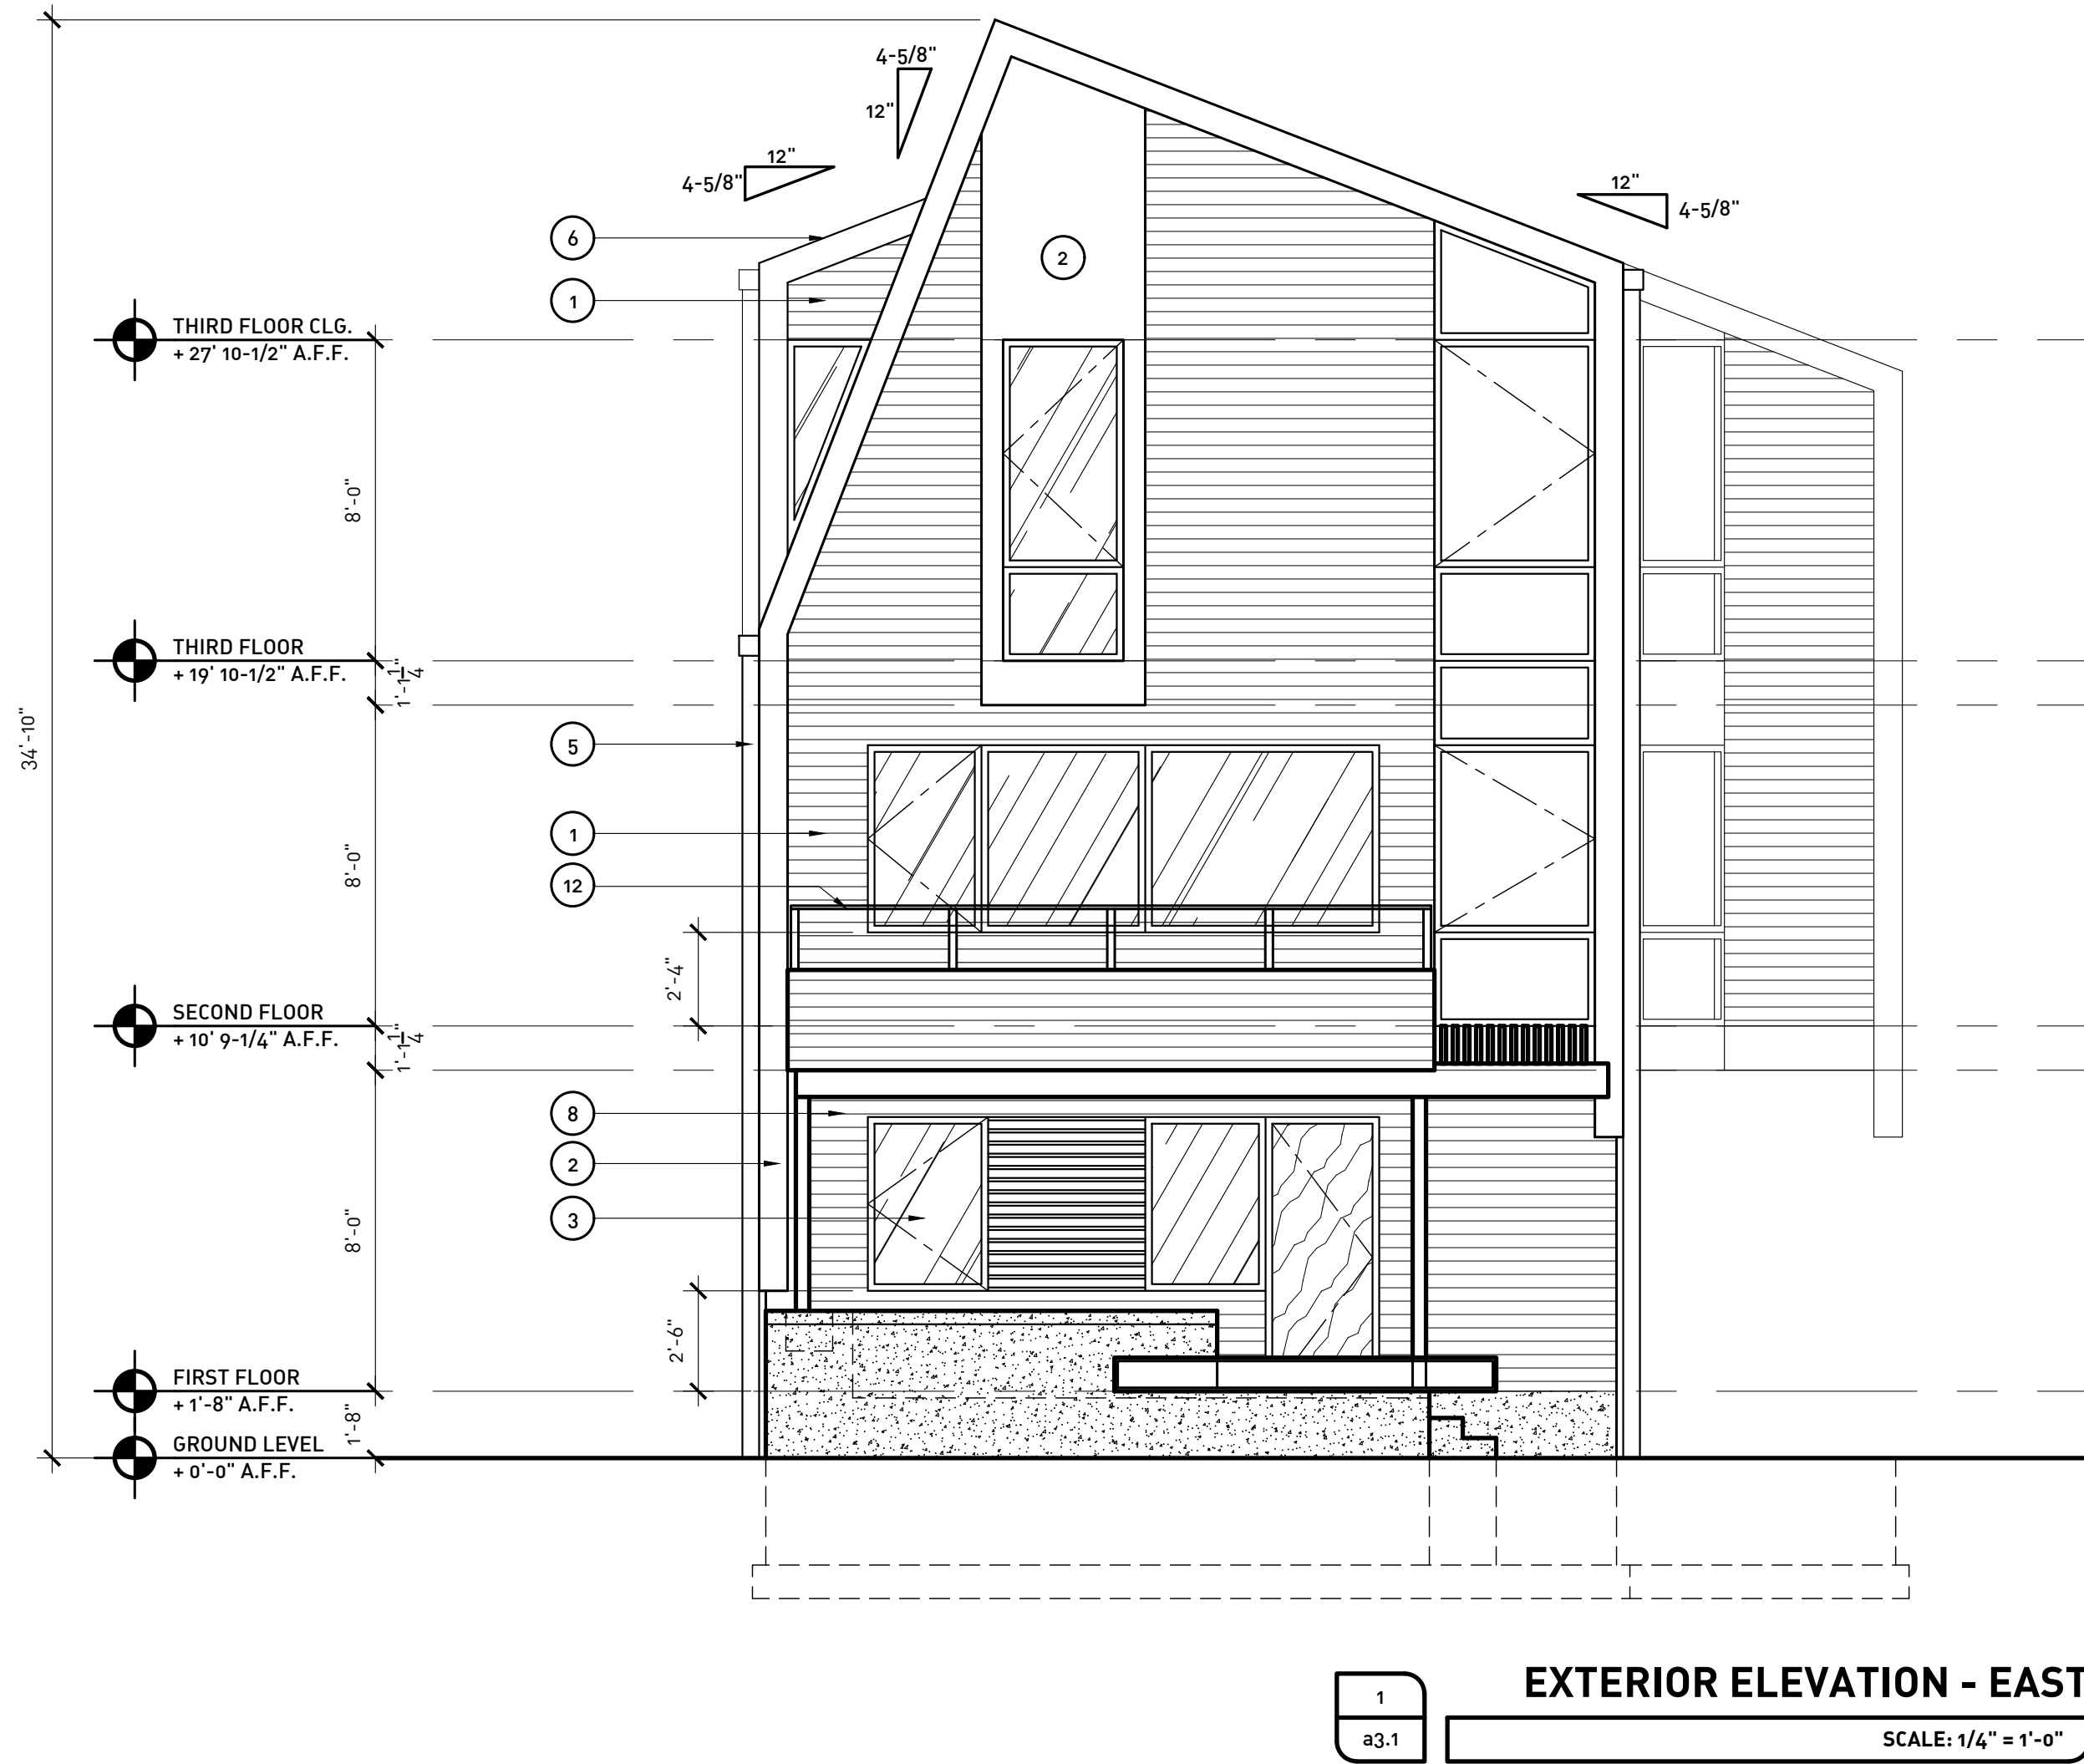 4-5/8"
12"
12"
4-5/8"
12"
4-5/8"
6
2
1
THIRD FLOOR CLG.
+ 27' 10-1/2" A.F.F.
8'-0"
THIRD FLOOR
+ 19' 10-1/2" A.F.F.
1'-1 1/4"
34'-10"
5
1
8'-0"
12
2'-4"
SECOND FLOOR
+ 10' 9-1/4" A.F.F.
1'-1 1/4"
8
2
3
8'-0"
2'-6"
FIRST FLOOR
+ 1'-8" A.F.F.
1'-8"
GROUND LEVEL
+ 0'-0" A.F.F.
1
a3.1
EXTERIOR ELEVATION - EAST
SCALE: 1/4" = 1'-0"